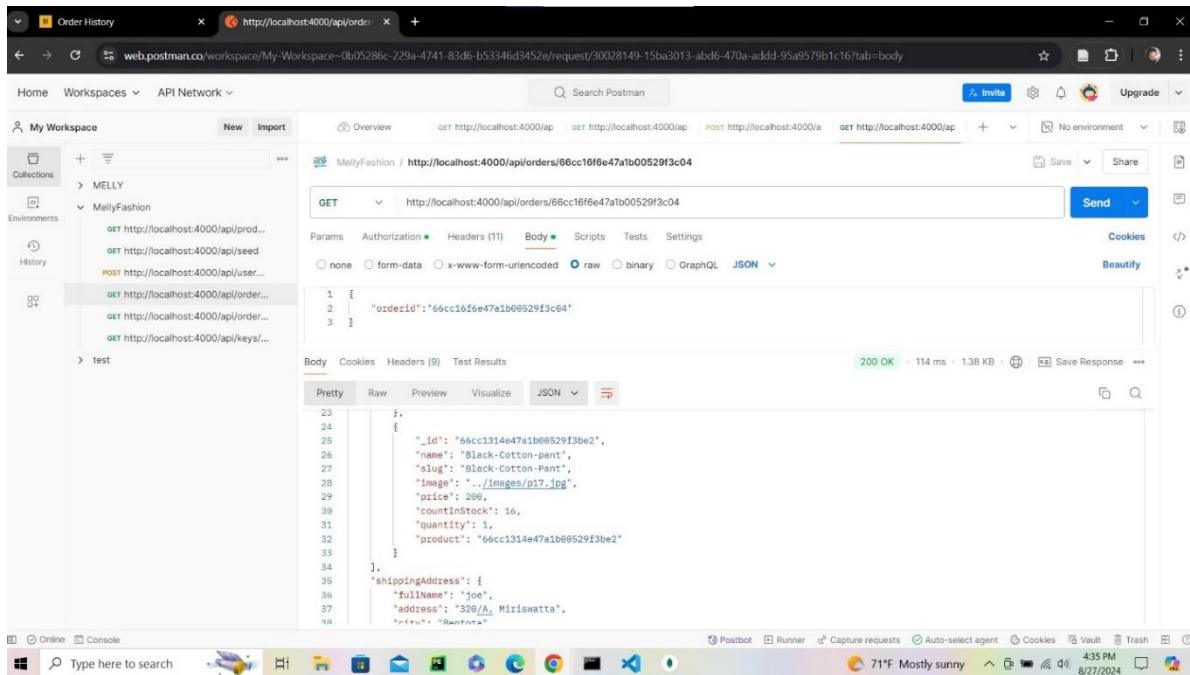 Order History
http://localhost:4000/api/order
web.postman.co/workspace/My-Workspace~0b05286c-229a-4741-83d6-b53346d3452e/request/30028149-15ba3013-abd6-470a-addd-95a9579b1c16?tab=body
Home Workspaces API Network Search Postman Invite Upgrade
My Workspace New Import Overview GET http://localhost:4000/ap GET http://localhost:4000/ap POST http://localhost:4000/a GET http://localhost:4000/ap No environment
Collections
Environments
History
MELLY
MellyFashion
GET http://localhost:4000/api/prod...
GET http://localhost:4000/api/seed
POST http://localhost:4000/api/user...
GET http://localhost:4000/api/order...
GET http://localhost:4000/api/order...
GET http://localhost:4000/api/keys/...
test
HTTP MellyFashion / http://localhost:4000/api/orders/66cc16f6e47a1b00529f3c04 Save Share
GET http://localhost:4000/api/orders/66cc16f6e47a1b00529f3c04 Send
Params Authorization Headers (11) Body Scripts Tests Settings Cookies
none form-data x-www-form-urlencoded raw binary GraphQL JSON Beautify
1 {
2 "orderid":"66cc16f6e47a1b00529f3c04"
3 }
Body Cookies Headers (9) Test Results 200 OK 114 ms 1.38 KB Save Response
Pretty Raw Preview Visualize JSON
23 },
24 {
25 "_id": "66cc1314e47a1b00529f3be2",
26 "name": "Black-Cotton-pant",
27 "slug": "Black-Cotton-Pant",
28 "image": "../images/p17.jpg",
29 "price": 200,
30 "countInStock": 16,
31 "quantity": 1,
32 "product": "66cc1314e47a1b00529f3be2"
33 }
34 ],
35 "shippingAddress": {
36 "fullName": "joe",
37 "address": "320/A, Miriswatta",
38 "city": "Bentota"
Online Console Postbot Runner Capture requests Auto-select agent Cookies Vault Trash
Type here to search 71°F Mostly sunny 4:35 PM
8/27/2024